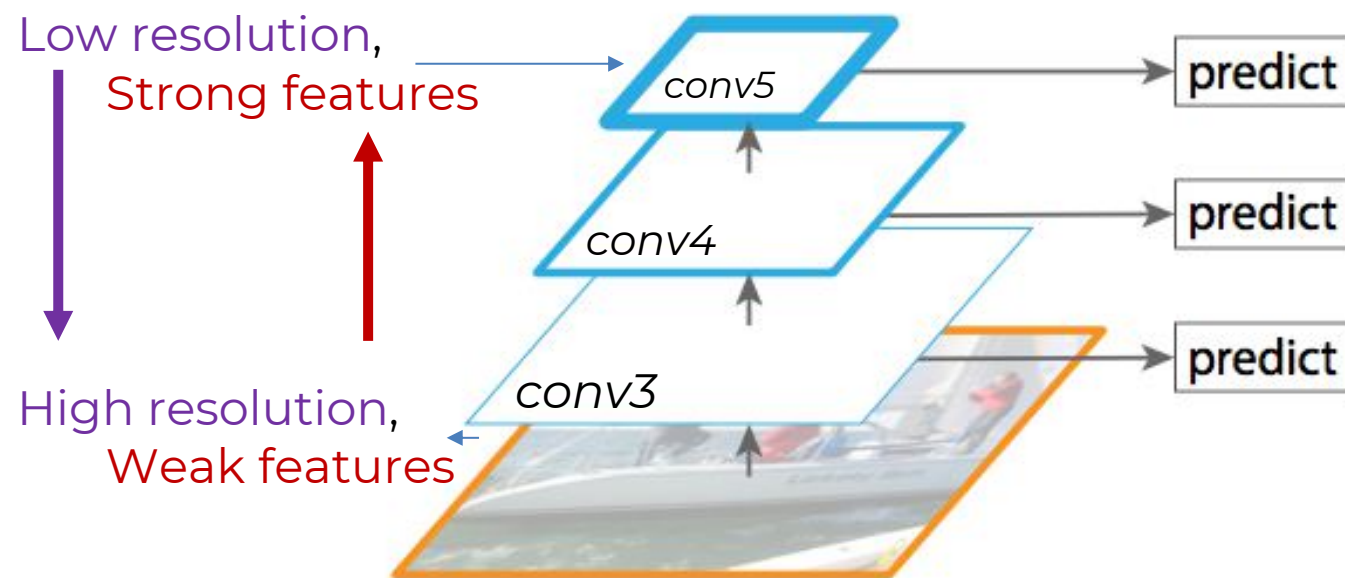 Low resolution,
Strong features
conv5
predict
conv4
predict
conv3
predict
High resolution,
Weak features